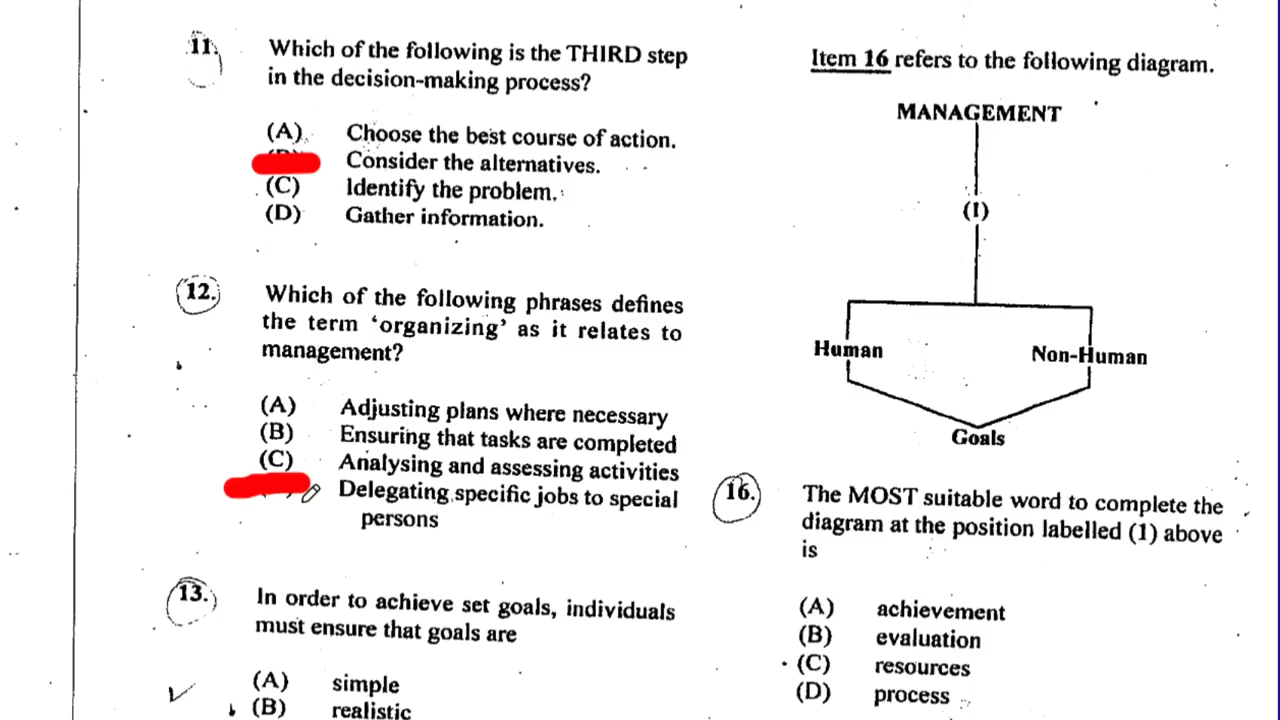 11.
Which of the following is the THIRD step
in the decision-making process?
(A) Choose the best course of action.
Consider the alternatives.
(C) Identify the problem.
(D) Gather information.
12.
Which of the following phrases defines
the term ‘organizing’ as it relates to
management?
(A) Adjusting plans where necessary
(B) Ensuring that tasks are completed
(C) Analysing and assessing activities
Delegating specific jobs to special
persons
13.
In order to achieve set goals, individuals
must ensure that goals are
(A) simple
(B) realistic
Item 16 refers to the following diagram.
MANAGEMENT
(1)
Human Non-Human
Goals
16.
The MOST suitable word to complete the
diagram at the position labelled (1) above
is
(A) achievement
(B) evaluation
(C) resources
(D) process